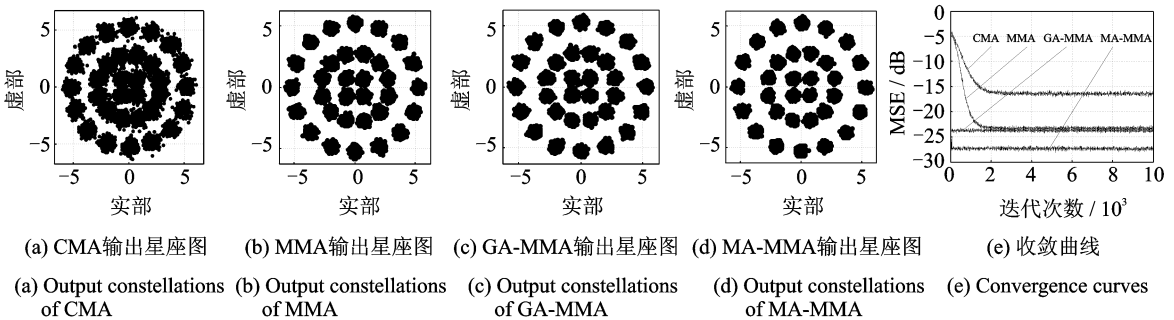 5
0
−5
虚部
−5
0
5
实部
5
0
−5
虚部
−5
0
5
实部
5
0
−5
虚部
−5
0
5
实部
5
0
−5
虚部
−5
0
5
实部
0
−5
−10
−15
−20
−25
−30
MSE / dB
CMA MMA GA-MMA MA-MMA
0 2 4 6 8 10
迭代次数 / 10³
(a) CMA输出星座图
(b) MMA输出星座图
(c) GA-MMA输出星座图
(d) MA-MMA输出星座图
(e) 收敛曲线
(a) Output constellations
of CMA
(b) Output constellations
of MMA
(c) Output constellations
of GA-MMA
(d) Output constellations
of MA-MMA
(e) Convergence curves